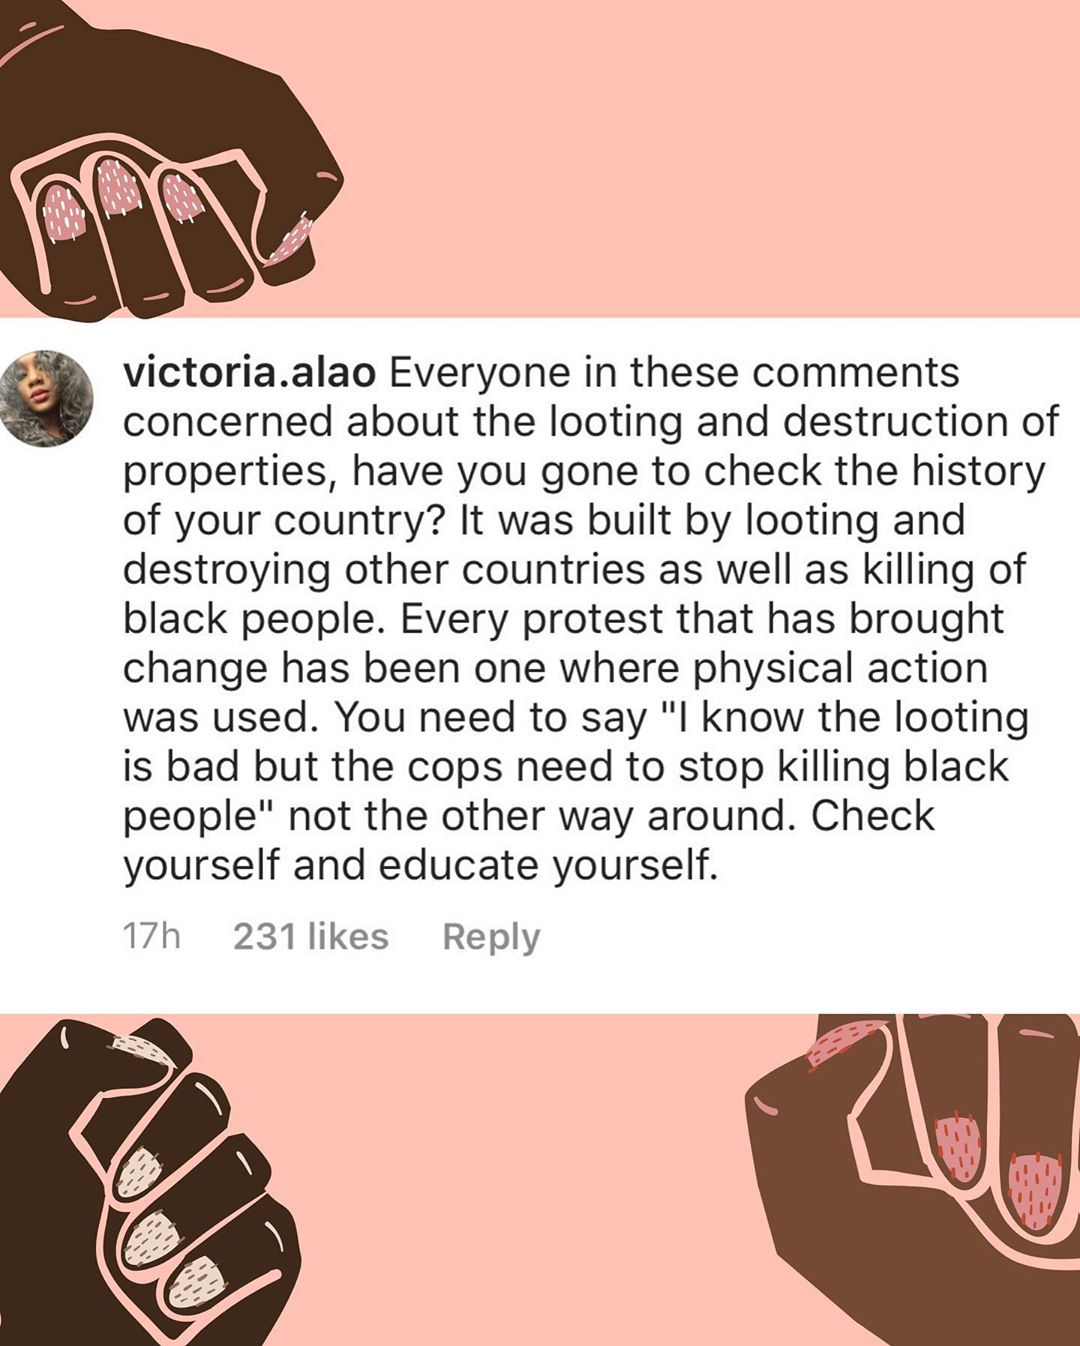 victoria.alao Everyone in these comments
concerned about the looting and destruction of
properties, have you gone to check the history
of your country? It was built by looting and
destroying other countries as well as killing of
black people. Every protest that has brought
change has been one where physical action
was used. You need to say "I know the looting
is bad but the cops need to stop killing black
people" not the other way around. Check
yourself and educate yourself.
17h 231 likes Reply